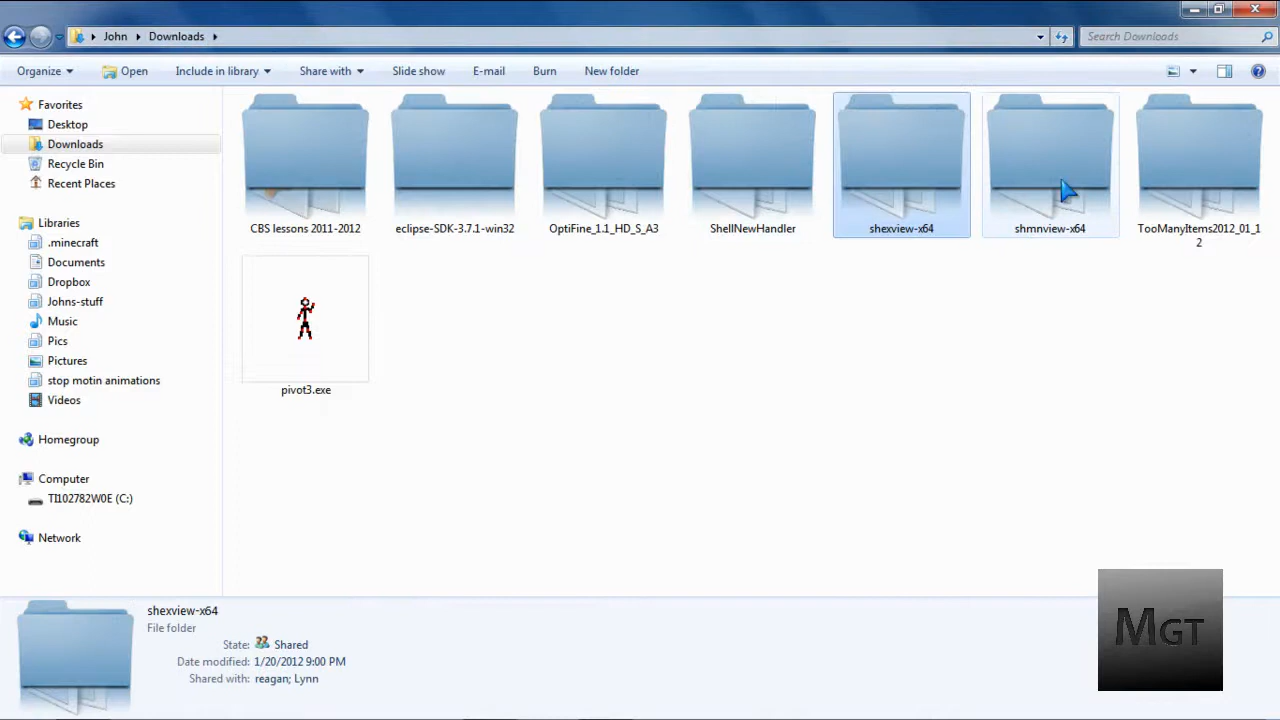 John Downloads
Search Downloads
Organize Open Include in library Share with Slide show E-mail Burn New folder
Favorites
Desktop
Downloads
Recycle Bin
Recent Places
Libraries
.minecraft
Documents
Dropbox
Johns-stuff
Music
Pics
Pictures
stop motin animations
Videos
Homegroup
Computer
TI102782W0E (C:)
Network
CBS lessons 2011-2012
eclipse-SDK-3.7.1-win32
OptiFine_1.1_HD_S_A3
ShellNewHandler
shexview-x64
shmnview-x64
TooManyItems2012_01_1
2
pivot3.exe
shexview-x64
File folder
State: Shared
Date modified: 1/20/2012 9:00 PM
Shared with: reagan; Lynn
MGT